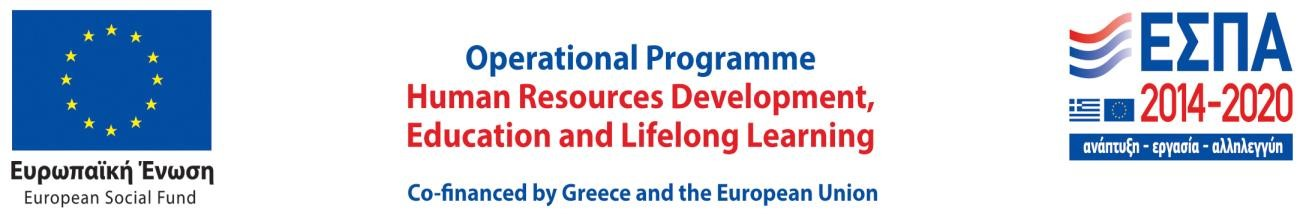 Ευρωπαϊκή Ένωση
European Social Fund
Operational Programme
Human Resources Development,
Education and Lifelong Learning
Co-financed by Greece and the European Union
ΕΣΠΑ
2014-2020
ανάπτυξη - εργασία - αλληλεγγύη